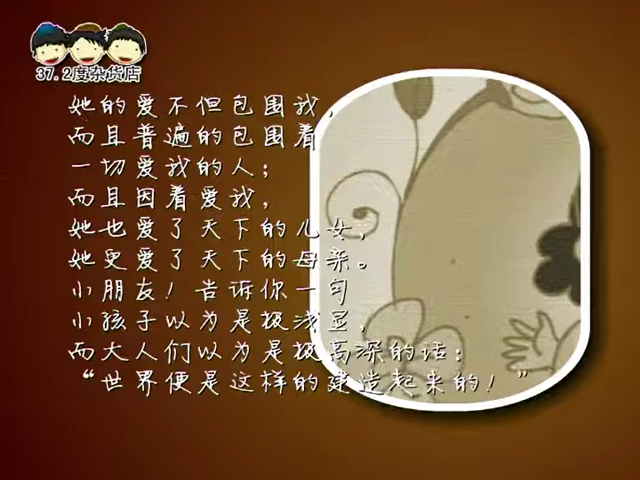 37.2度杂货店
她的爱不但包围我，
而且普遍的包围着
一切爱我的人；
而且因着爱我，
她也爱了天下的儿女，
她更爱了天下的母亲。
小朋友！告诉你一句
小孩子以为是极浅显，
而大人们以为是极高深的话：
“世界便是这样的建造起来的！”